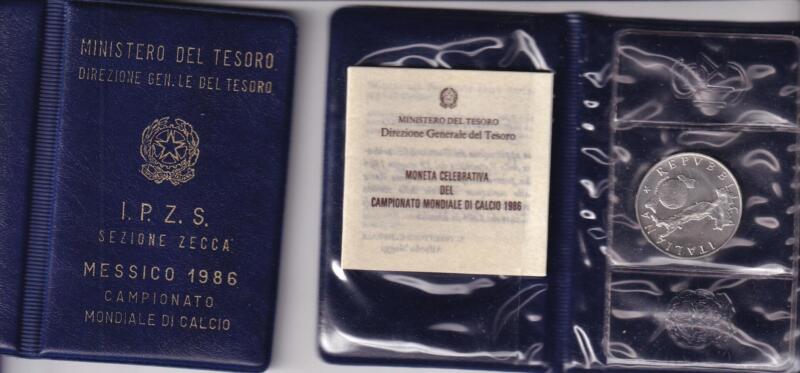 MINISTERO DEL TESORO
DIREZIONE GEN.LE DEL TESORO
I.P.Z.S.
SEZIONE ZECCA
MESSICO 1986
CAMPIONATO
MONDIALE DI CALCIO
MINISTERO DEL TESORO
Direzione Generale del Tesoro
MONETA CELEBRATIVA
DEL
CAMPIONATO MONDIALE DI CALCIO 1986
REPVBBLICA ITALIANA